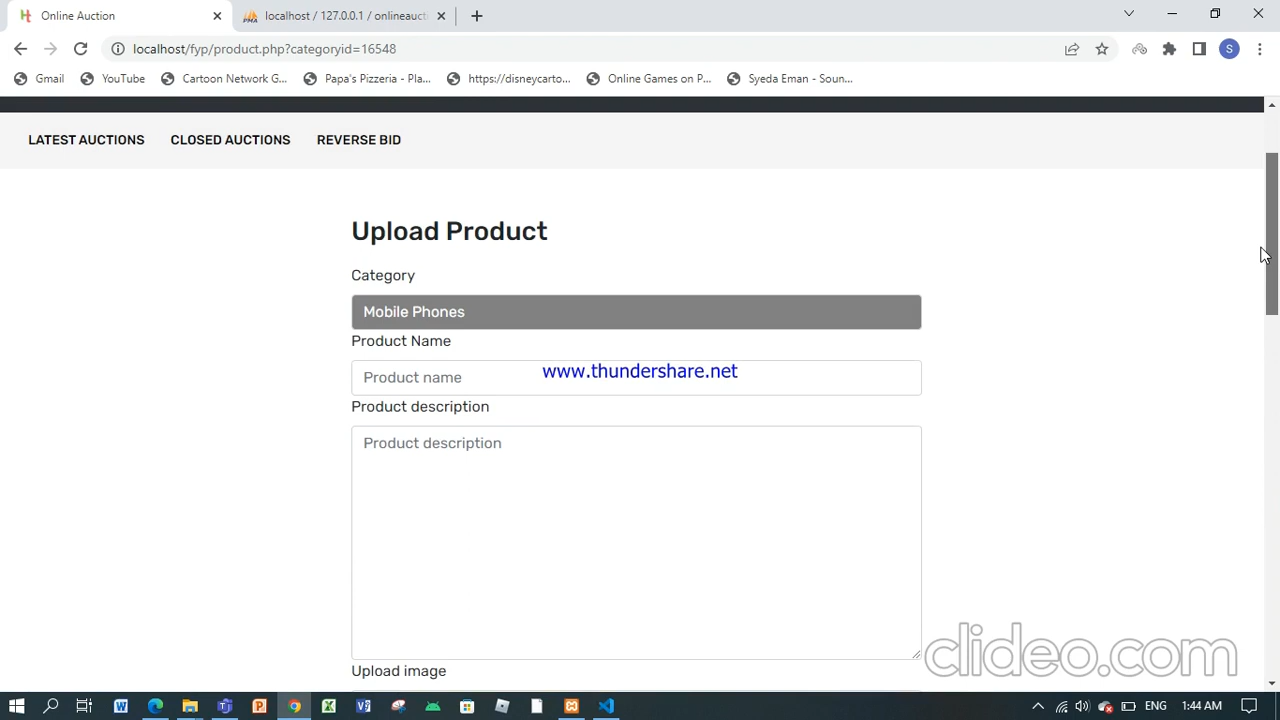 Online Auction
localhost / 127.0.0.1 / onlineauct
localhost/fyp/product.php?categoryid=16548
S
Gmail
YouTube
Cartoon Network G...
Papa's Pizzeria - Pla...
https://disneycarto...
Online Games on P...
Syeda Eman - Soun...
LATEST AUCTIONS
CLOSED AUCTIONS
REVERSE BID
Upload Product
Category
Mobile Phones
Product Name
Product name
www.thundershare.net
Product description
Product description
Upload image
clideo.com
ENG
1:44 AM